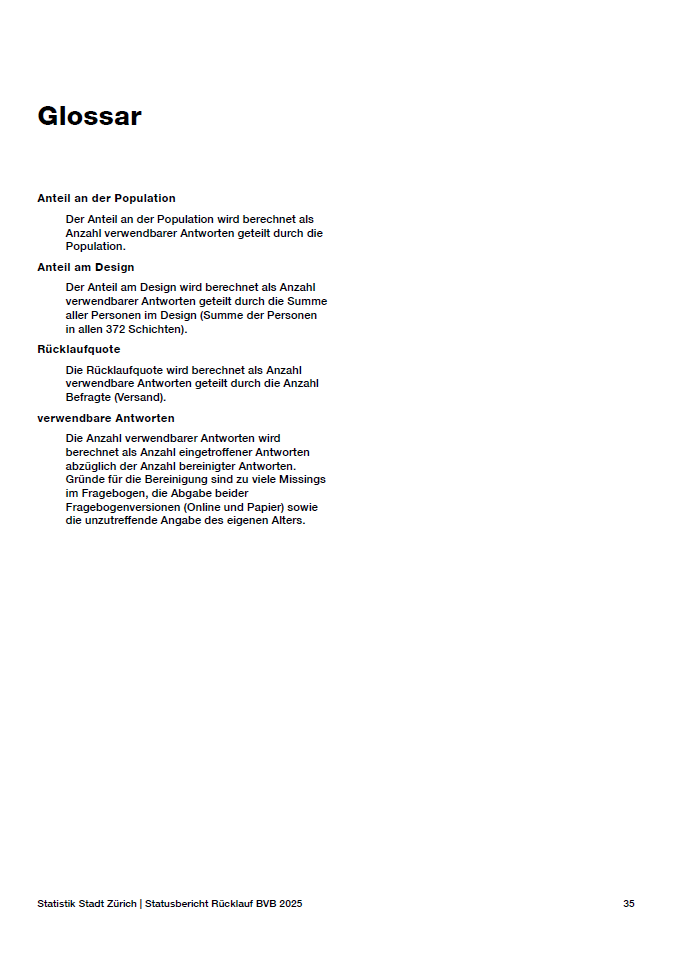 Glossar
Anteil an der Population
Der Anteil an der Population wird berechnet als
Anzahl verwendbarer Antworten geteilt durch die
Population.
Anteil am Design
Der Anteil am Design wird berechnet als Anzahl
verwendbarer Antworten geteilt durch die Summe
aller Personen im Design (Summe der Personen
in allen 372 Schichten).
Rücklaufquote
Die Rücklaufquote wird berechnet als Anzahl
verwendbare Antworten geteilt durch die Anzahl
Befragte (Versand).
verwendbare Antworten
Die Anzahl verwendbarer Antworten wird
berechnet als Anzahl eingetroffener Antworten
abzüglich der Anzahl bereinigter Antworten.
Gründe für die Bereinigung sind zu viele Missings
im Fragebogen, die Abgabe beider
Fragebogenversionen (Online und Papier) sowie
die unzutreffende Angabe des eigenen Alters.
Statistik Stadt Zürich | Statusbericht Rücklauf BVB 2025 35